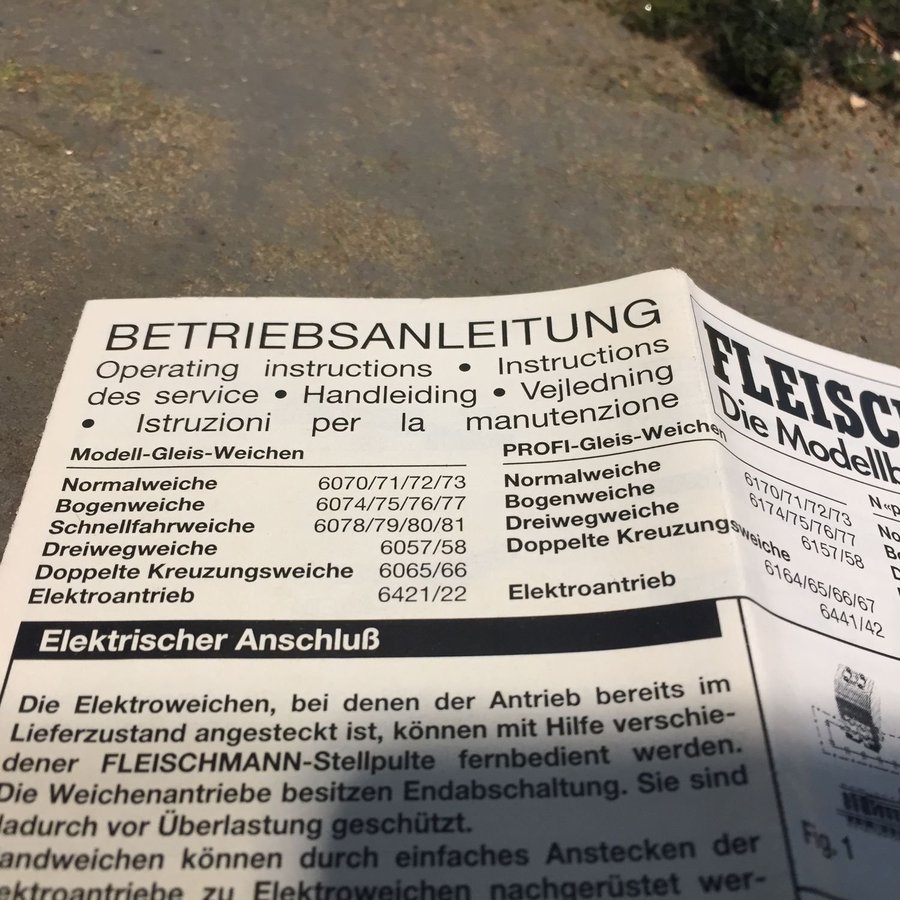 BETRIEBSANLEITUNG
Operating instructions • Instructions
des service • Handleiding • Vejledning
• Istruzioni per la manutenzione
Modell-Gleis-Weichen
Normalweiche 6070/71/72/73
Bogenweiche 6074/75/76/77
Schnellfahrweiche 6078/79/80/81
Dreiwegweiche 6057/58
Doppelte Kreuzungsweiche 6065/66
Elektroantrieb 6421/22
PROFI-Gleis-Weichen
Normalweiche 6170/71/72/73
Bogenweiche 6174/75/76/77
Dreiwegweiche 6157/58
Doppelte Kreuzungsweiche 6164/65/66/67
Elektroantrieb 6441/42
Elektrischer Anschluß
Die Elektroweichen, bei denen der Antrieb bereits im
Lieferzustand angesteckt ist, können mit Hilfe verschie-
dener FLEISCHMANN-Stellpulte fernbedient werden.
Die Weichenantriebe besitzen Endabschaltung. Sie sind
dadurch vor Überlastung geschützt.
andweichen können durch einfaches Anstecken der
ektroantriebe zu Elektroweichen nachgerüstet wer-
FLEISC
Die Modellb
Fig. 1